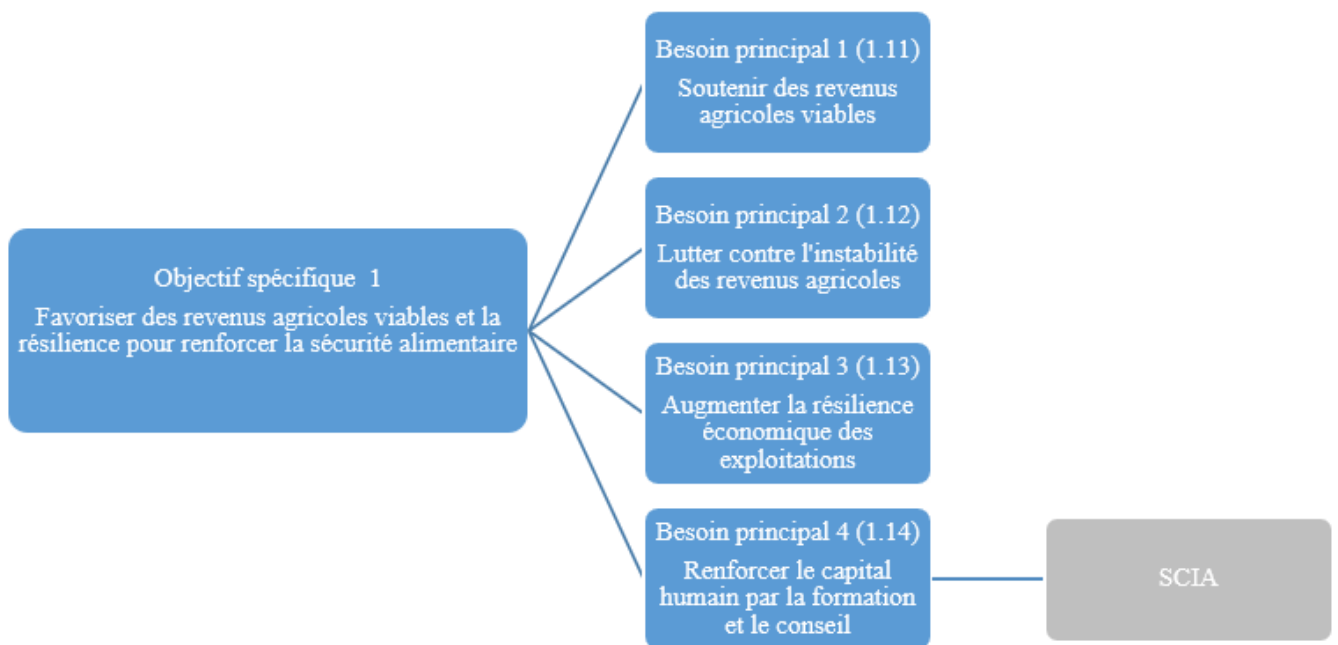 Objectif spécifique 1
Favoriser des revenus agricoles viables et la
résilience pour renforcer la sécurité alimentaire
Besoin principal 1 (1.11)
Soutenir des revenus
agricoles viables
Besoin principal 2 (1.12)
Lutter contre l'instabilité
des revenus agricoles
Besoin principal 3 (1.13)
Augmenter la résilience
économique des
exploitations
Besoin principal 4 (1.14)
Renforcer le capital
humain par la formation
et le conseil
SCIA